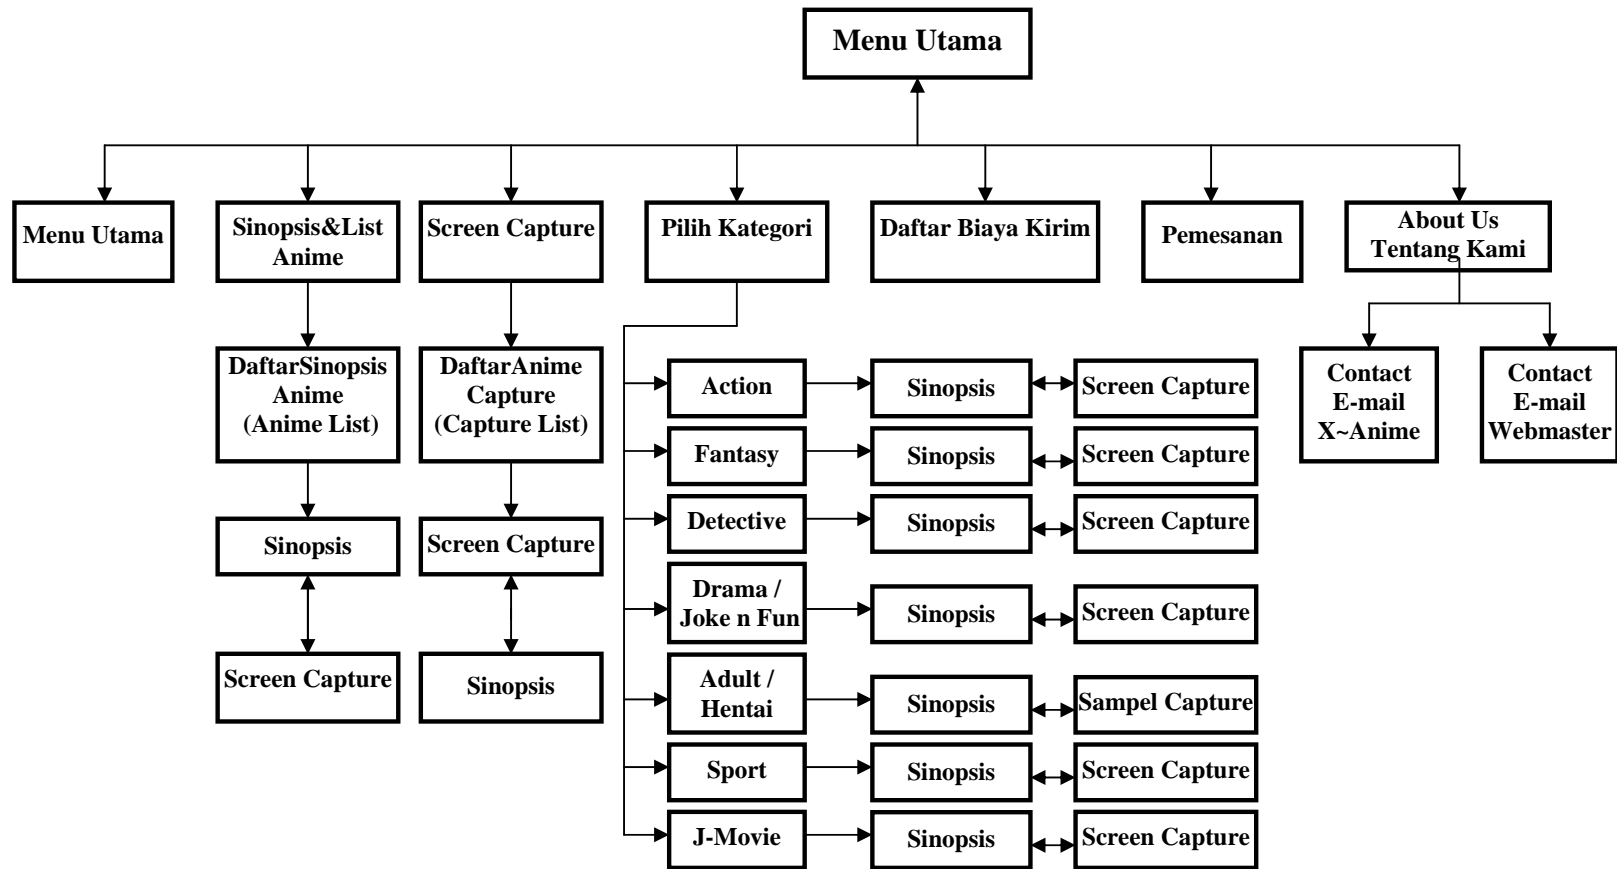 Menu Utama
Menu Utama
Sinopsis&List
Anime
Screen Capture
Pilih Kategori
Daftar Biaya Kirim
Pemesanan
About Us
Tentang Kami
DaftarSinopsis
Anime
(Anime List)
DaftarAnime
Capture
(Capture List)
Contact
E-mail
X~Anime
Contact
E-mail
Webmaster
Sinopsis
Screen Capture
Screen Capture
Sinopsis
Action
Sinopsis
Screen Capture
Fantasy
Sinopsis
Screen Capture
Detective
Sinopsis
Screen Capture
Drama /
Joke n Fun
Sinopsis
Screen Capture
Adult /
Hentai
Sinopsis
Sampel Capture
Sport
Sinopsis
Screen Capture
J-Movie
Sinopsis
Screen Capture